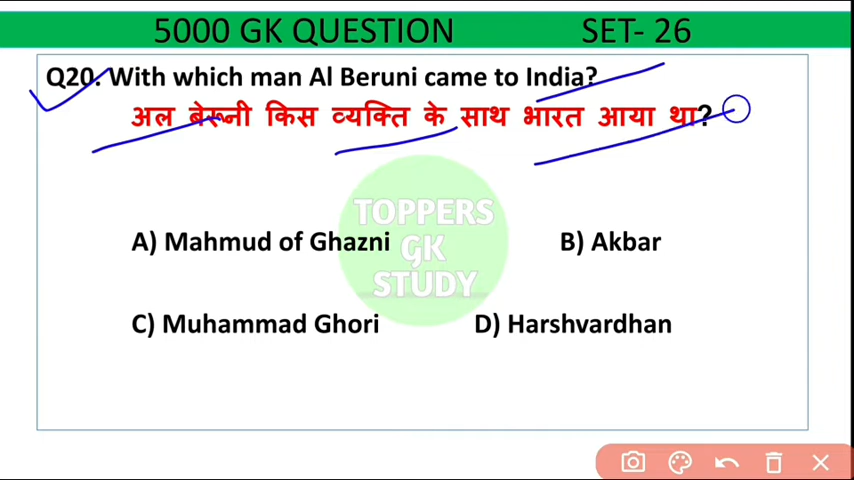 5000 GK QUESTION SET- 26
Q20. With which man Al Beruni came to India?
अल बेरूनी किस व्यक्ति के साथ भारत आया था?
TOPPERS
A) Mahmud of Ghazni B) Akbar
GK
STUDY
C) Muhammad Ghori D) Harshvardhan